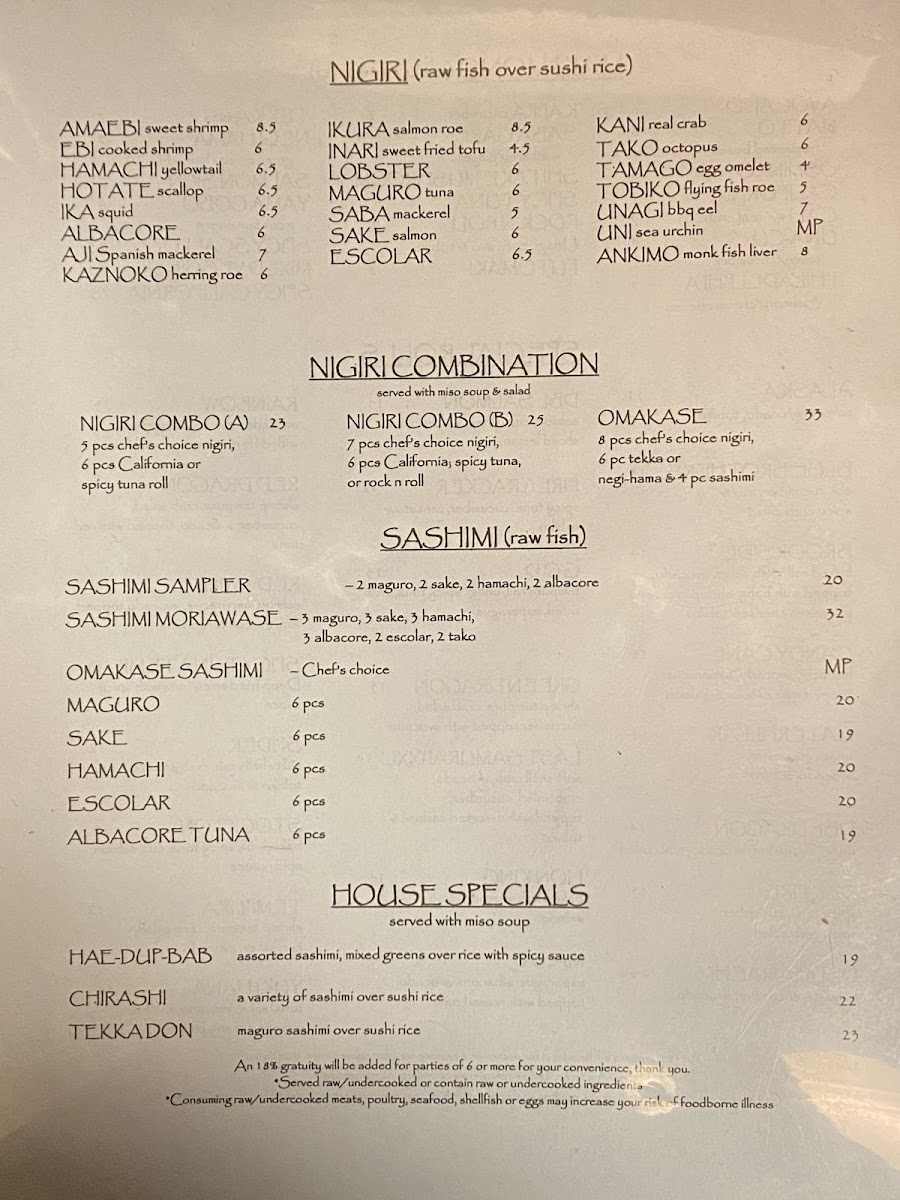 NIGIRI (raw fish over sushi rice)
AMAEBI sweet shrimp 8.5
EBI cooked shrimp 6
HAMACHI yellowtail 6.5
HOTATE scallop 6.5
IKA squid 6.5
ALBACORE 6
AJI Spanish mackerel 7
KAZNOKO herring roe 6
IKURA salmon roe 8.5
INARI sweet fried tofu 4.5
LOBSTER 6
MAGURO tuna 6
SABA mackerel 5
SAKE salmon 6
ESCOLAR 6.5
KANI real crab 6
TAKO octopus 6
TAMAGO egg omelet 4
TOBIKO flying fish roe 5
UNAGI bbq eel 7
UNI sea urchin MP
ANKIMO monk fish liver 8
NIGIRI COMBINATION
served with miso soup & salad
NIGIRI COMBO (A) 23
5 pcs chef's choice nigiri,
6 pcs California or
spicy tuna roll
NIGIRI COMBO (B) 25
7 pcs chef's choice nigiri,
6 pcs California, spicy tuna,
or rock n roll
OMAKASE 33
8 pcs chef's choice nigiri,
6 pc tekka or
negi-hama & 4 pc sashimi
SASHIMI (raw fish)
SASHIMI SAMPLER – 2 maguro, 2 sake, 2 hamachi, 2 albacore 20
SASHIMI MORIAWASE – 3 maguro, 3 sake, 3 hamachi, 32
3 albacore, 2 escolar, 2 tako
OMAKASE SASHIMI – Chef's choice MP
MAGURO 6 pcs 20
SAKE 6 pcs 19
HAMACHI 6 pcs 20
ESCOLAR 6 pcs 20
ALBACORE TUNA 6 pcs 19
HOUSE SPECIALS
served with miso soup
HAE-DUP-BAB assorted sashimi, mixed greens over rice with spicy sauce 19
CHIRASHI a variety of sashimi over sushi rice 22
TEKKA DON maguro sashimi over sushi rice 23
An 18% gratuity will be added for parties of 6 or more for your convenience, thank you.
*Served raw/undercooked or contain raw or undercooked ingredients
*Consuming raw/undercooked meats, poultry, seafood, shellfish or eggs may increase your risk of foodborne illness